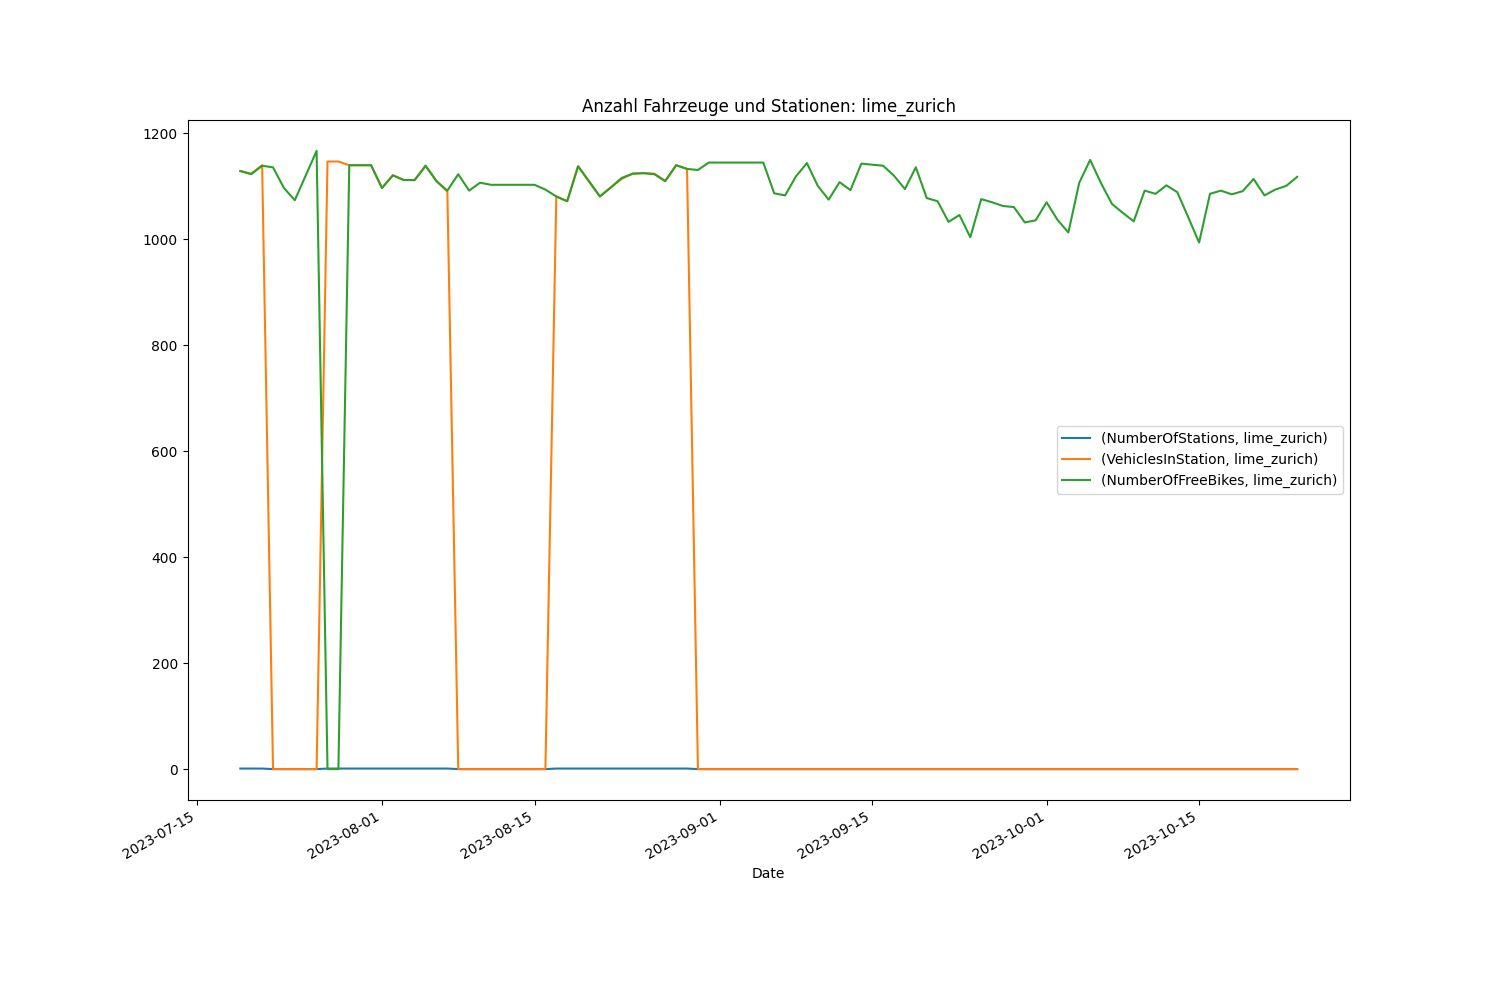 Anzahl Fahrzeuge und Stationen: lime_zurich
1200
1000
800
600
400
200
0
(NumberOfStations, lime_zurich)
(VehiclesInStation, lime_zurich)
(NumberOfFreeBikes, lime_zurich)
2023-07-15
2023-08-01
2023-08-15
2023-09-01
2023-09-15
2023-10-01
2023-10-15
Date